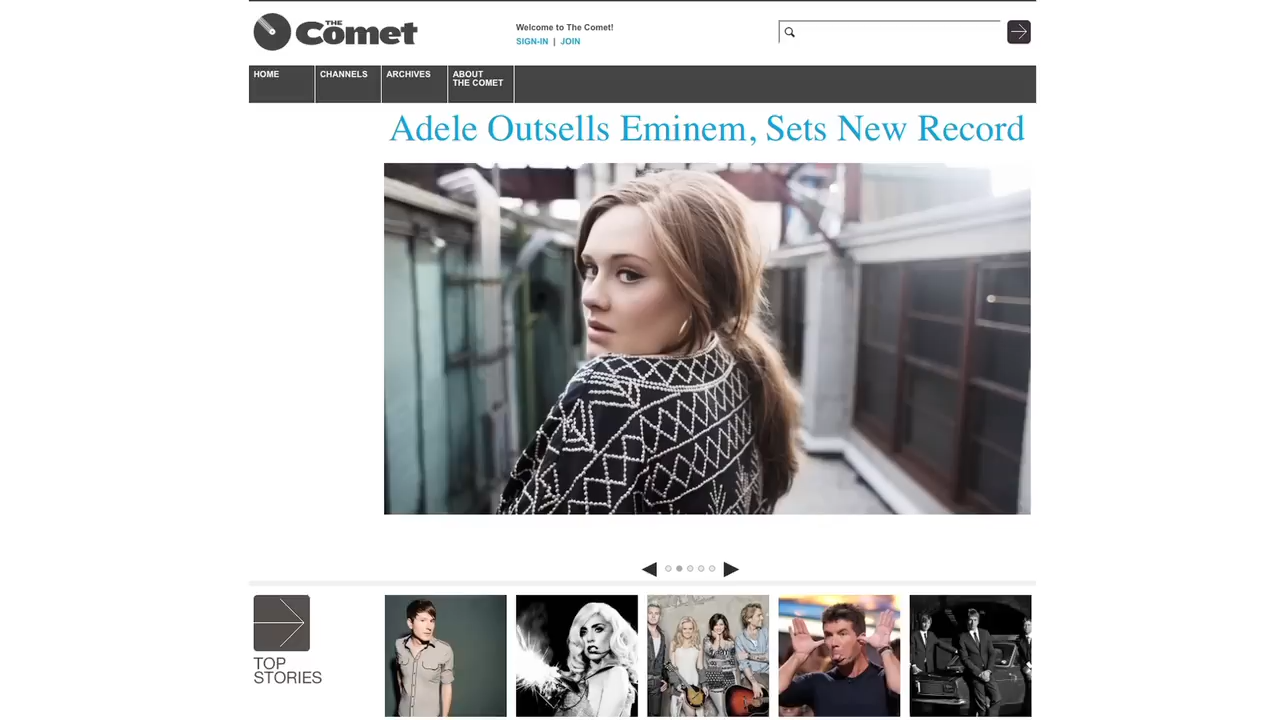 THE
Comet
Welcome to The Comet!
SIGN-IN | JOIN
HOME
CHANNELS
ARCHIVES
ABOUT
THE COMET
Adele Outsells Eminem, Sets New Record
TOP
STORIES